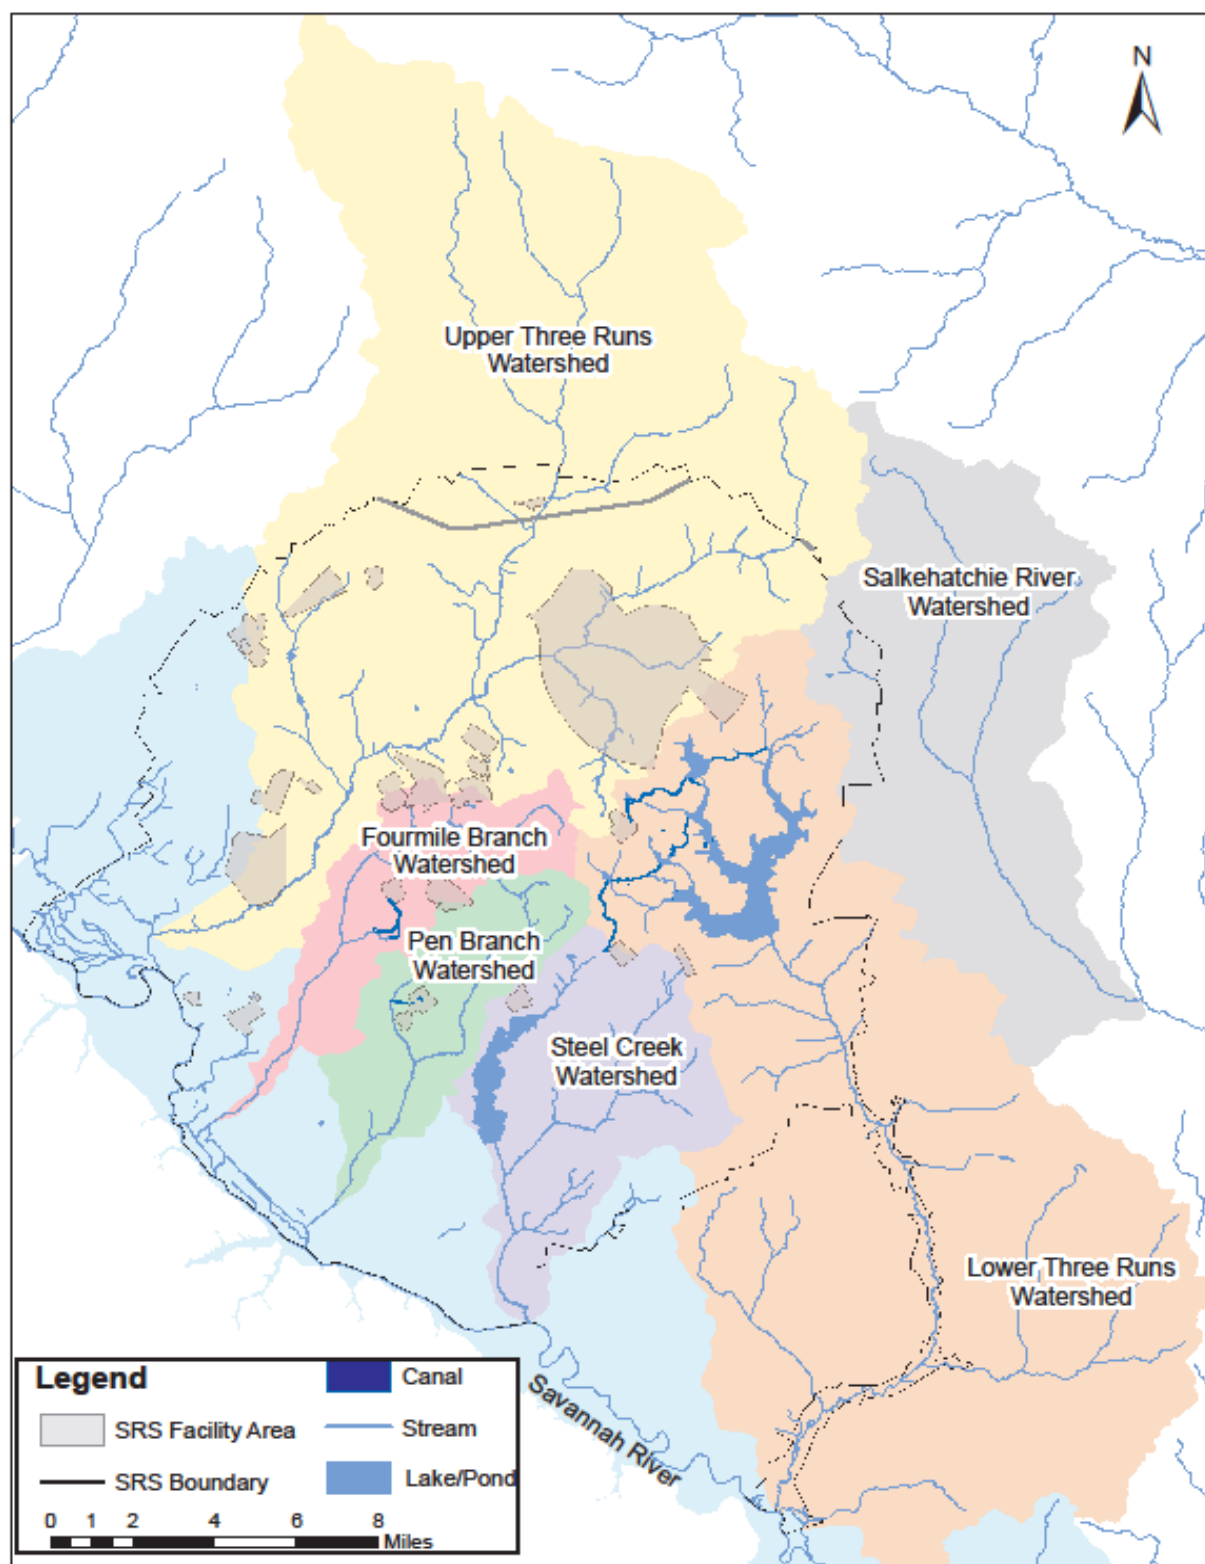 N
Upper Three Runs
Watershed
Salkehatchie River
Watershed
Fourmile Branch
Watershed
Pen Branch
Watershed
Steel Creek
Watershed
Lower Three Runs
Watershed
Savannah River
Legend
SRS Facility Area
SRS Boundary
Canal
Stream
Lake/Pond
0 1 2 4 6 8
Miles